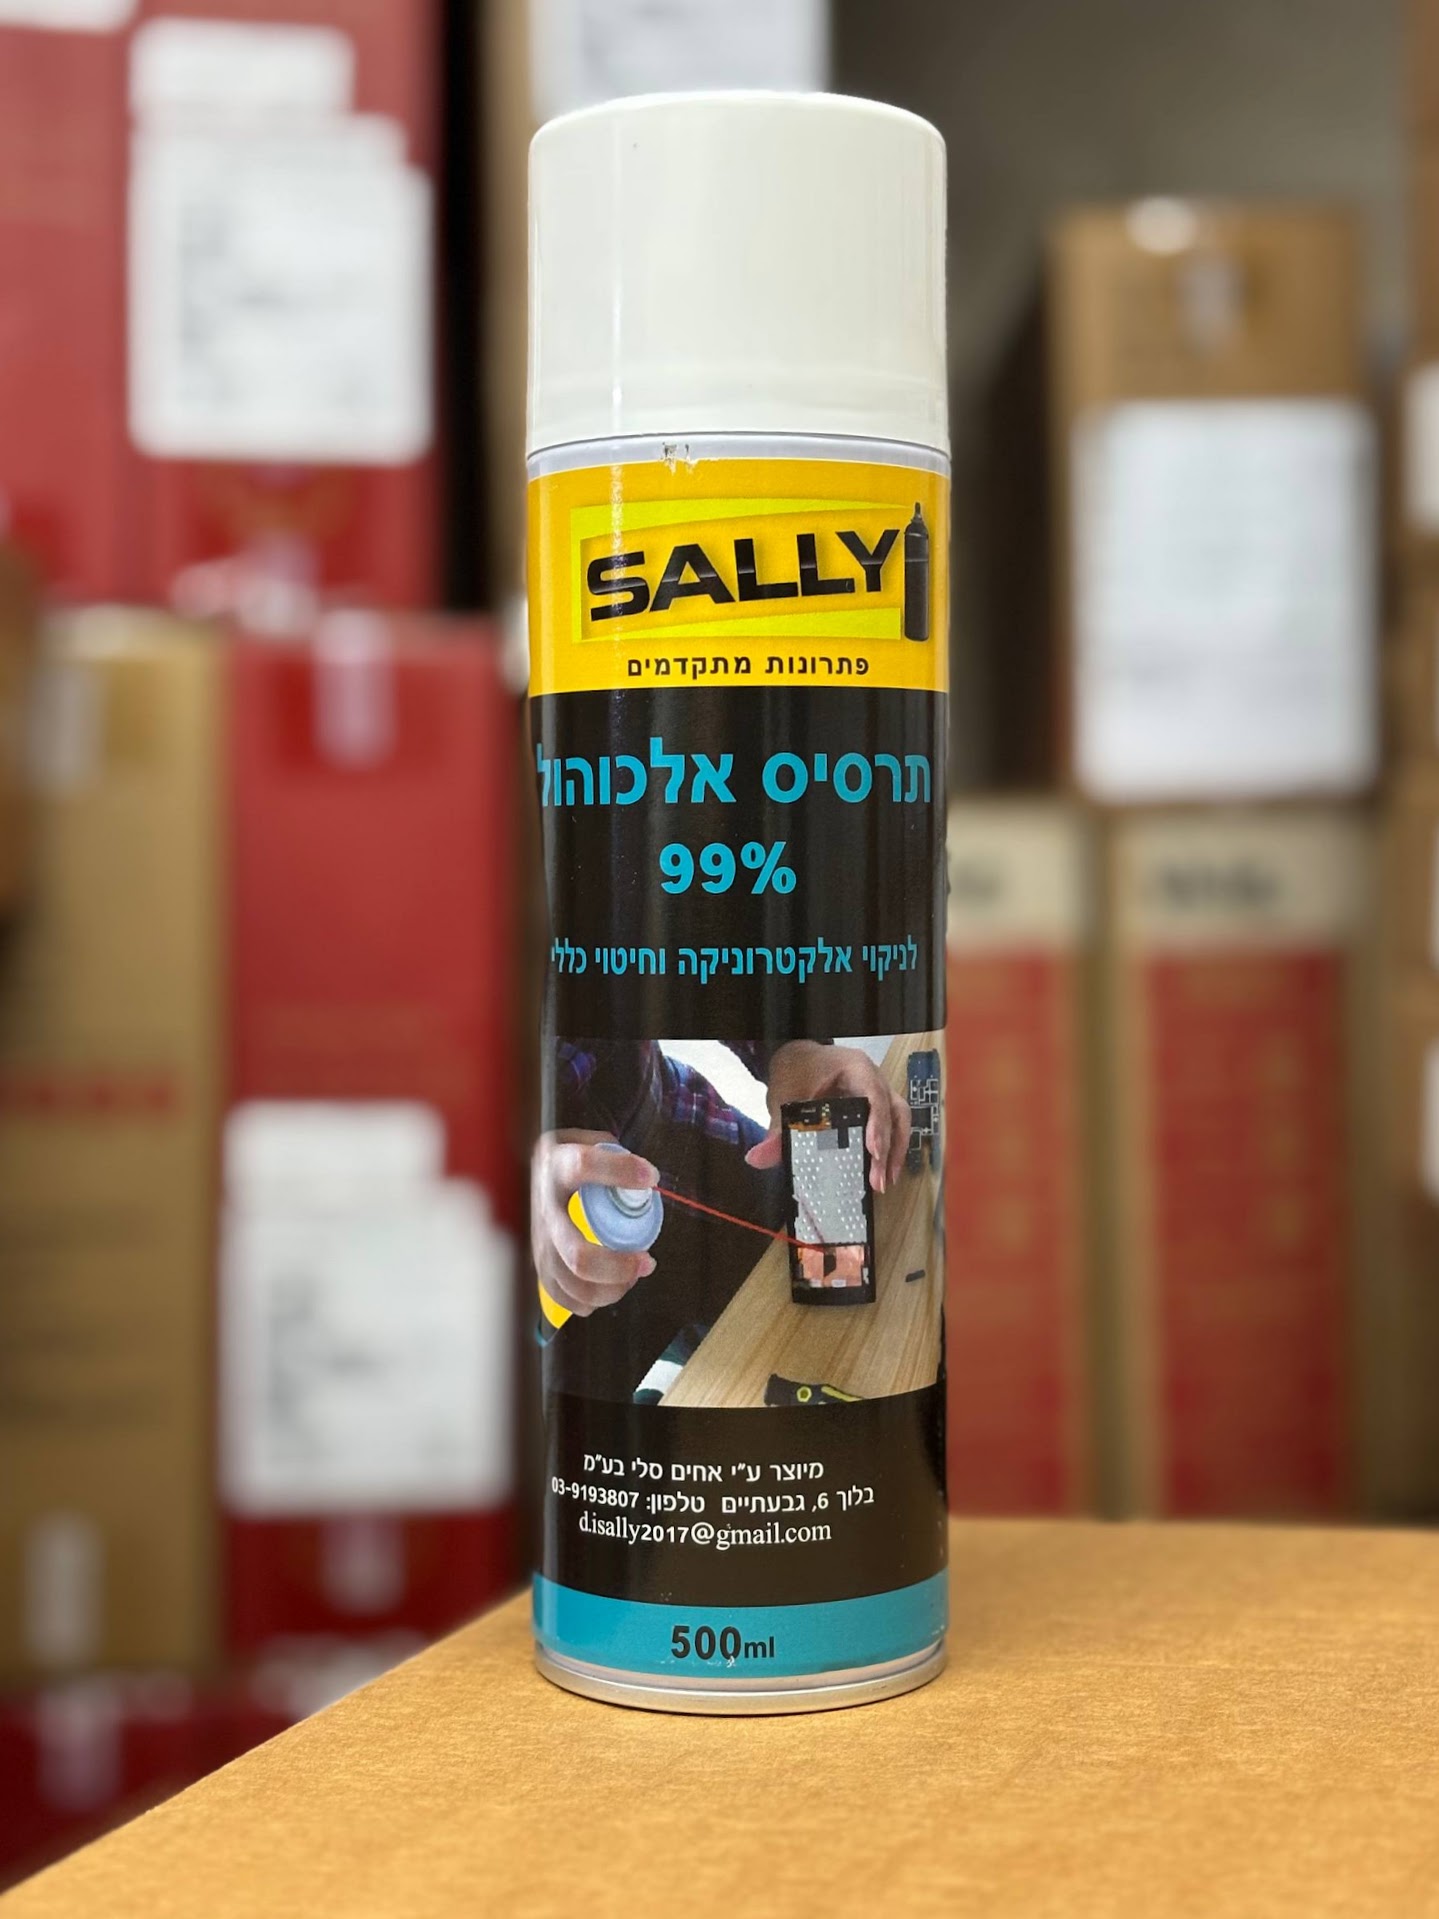 SALLY
פתרונות מתקדמים
תרסיס אלכוהול
99%
לניקוי אלקטרוניקה וחיטוי כללי
מיוצר ע"י אחים סלי בע"מ
בלוך 6, גבעתיים טלפון: 03-9193807
d.isally2017@gmail.com
500ml